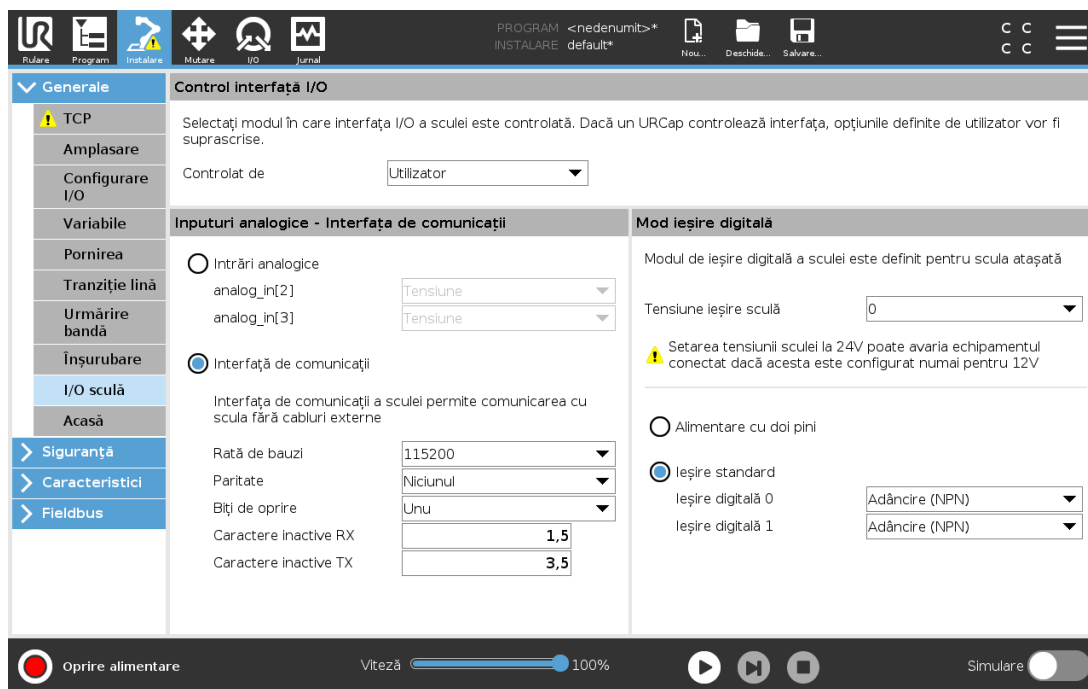 PROGRAM <nedenumit>*
INSTALARE default*
Rulare
Program
Instalare
Mutare
I/O
Jurnal
Nou...
Deschide...
Salvare...
C C
C C
Generale
TCP
Amplasare
Configurare
I/O
Variabile
Pornirea
Tranziție lină
Urmărire
bandă
Înșurubare
I/O sculă
Acasă
Siguranță
Caracteristici
Fieldbus
Control interfață I/O
Selectați modul în care interfața I/O a sculei este controlată. Dacă un URCap controlează interfața, opțiunile definite de utilizator vor fi
suprascrise.
Controlat de Utilizator
Inputuri analogice - Interfața de comunicații
Intrări analogice
analog_in[2] Tensiune
analog_in[3] Tensiune
Interfață de comunicații
Interfața de comunicații a sculei permite comunicarea cu
scula fără cabluri externe
Rată de bauzi 115200
Paritate Niciunul
Biți de oprire Unu
Caractere inactive RX 1,5
Caractere inactive TX 3,5
Mod ieșire digitală
Modul de ieșire digitală a sculei este definit pentru scula atașată
Tensiune ieșire sculă 0
Setarea tensiunii sculei la 24V poate avaria echipamentul
conectat dacă acesta este configurat numai pentru 12V
Alimentare cu doi pini
Ieșire standard
Ieșire digitală 0 Adâncire (NPN)
Ieșire digitală 1 Adâncire (NPN)
Oprire alimentare
Viteză 100%
Simulare